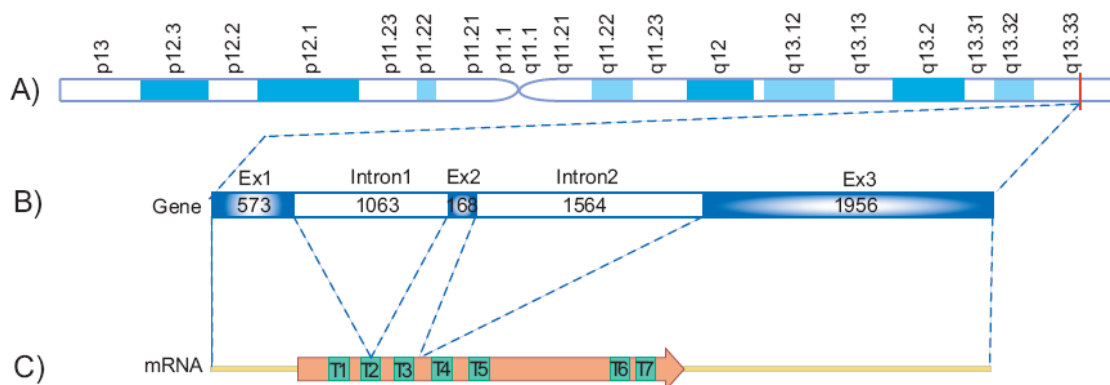 p13 p12.3 p12.2 p12.1 p11.23 p11.22 p11.21 p11.1 q11.1 q11.21 q11.22 q11.23 q12 q13.12 q13.13 q13.2 q13.31 q13.32 q13.33
A)
Ex1 Intron1 Ex2 Intron2 Ex3
B) Gene 573 1063 168 1564 1956
C) mRNA T1 T2 T3 T4 T5 T6 T7